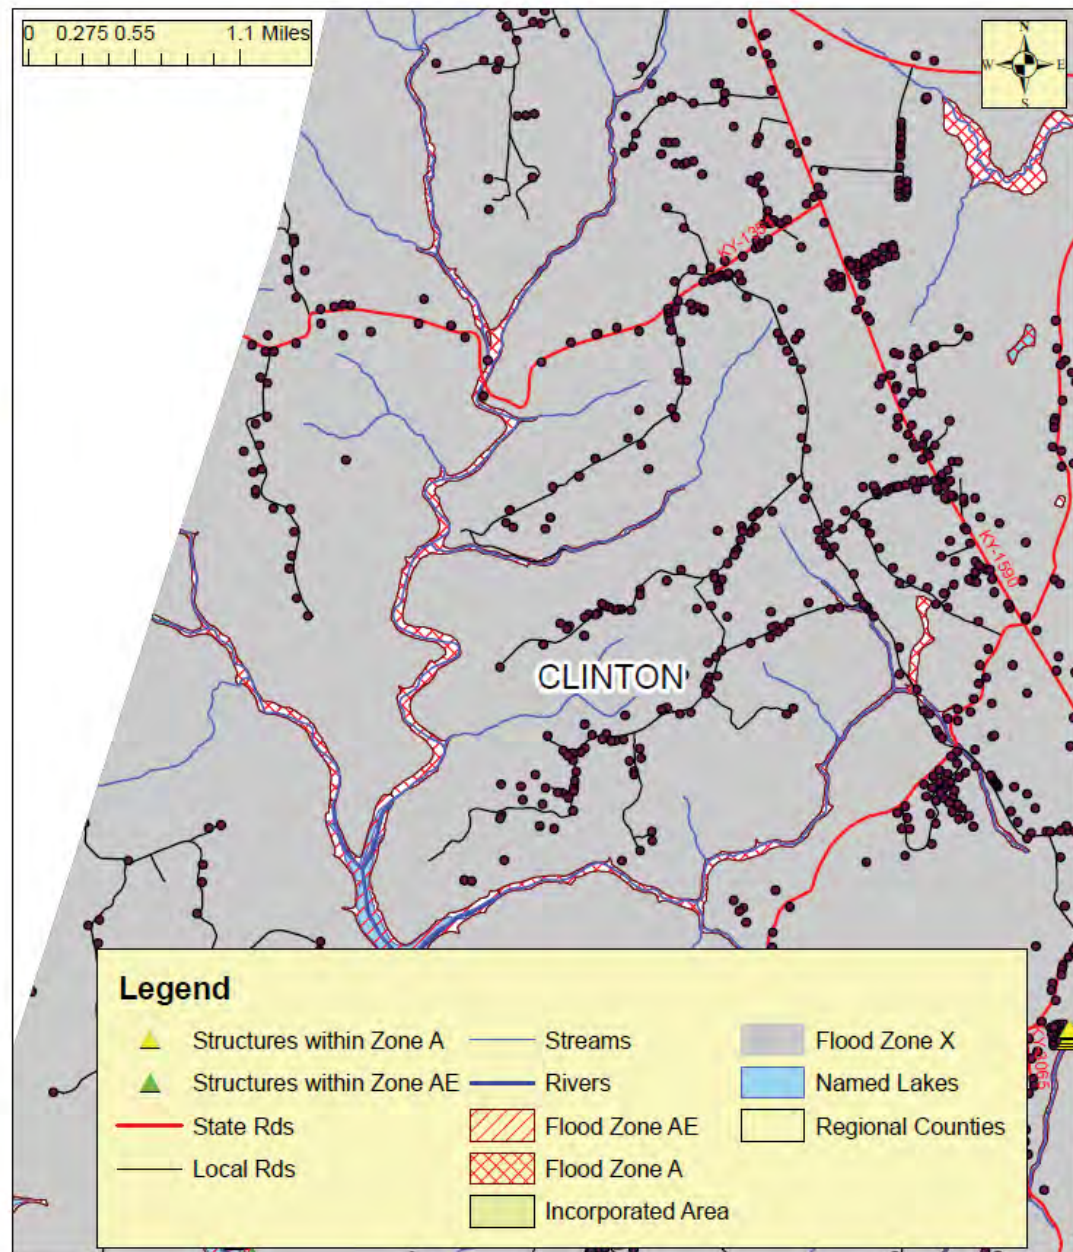 0 0.275 0.55 1.1 Miles
N
W E
S
KY-1590
CLINTON
Legend
Structures within Zone A
Structures within Zone AE
State Rds
Local Rds
Streams
Rivers
Flood Zone AE
Flood Zone A
Incorporated Area
Flood Zone X
Named Lakes
Regional Counties